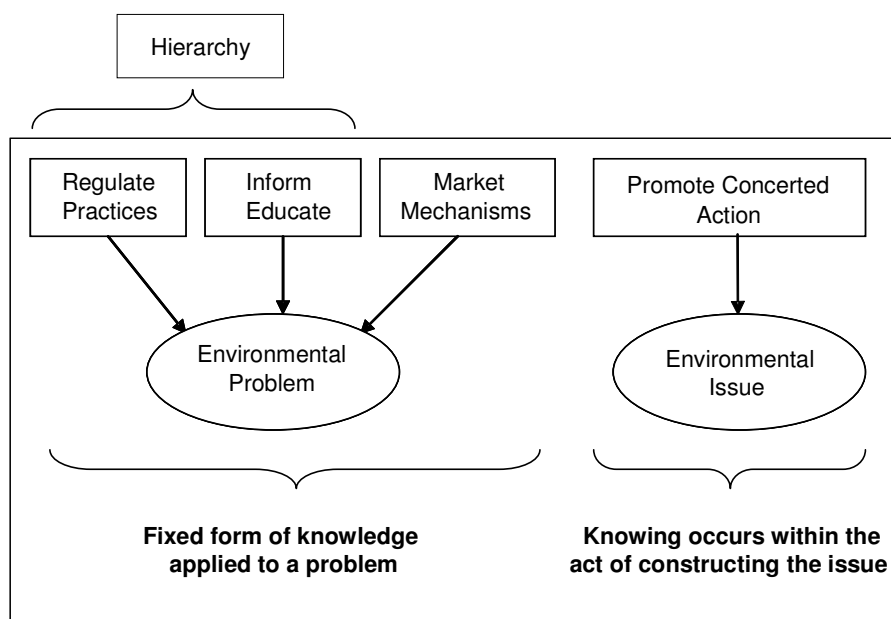 Hierarchy
Regulate
Practices
Inform
Educate
Market
Mechanisms
Promote Concerted
Action
Environmental
Problem
Environmental
Issue
Fixed form of knowledge
applied to a problem
Knowing occurs within the
act of constructing the issue